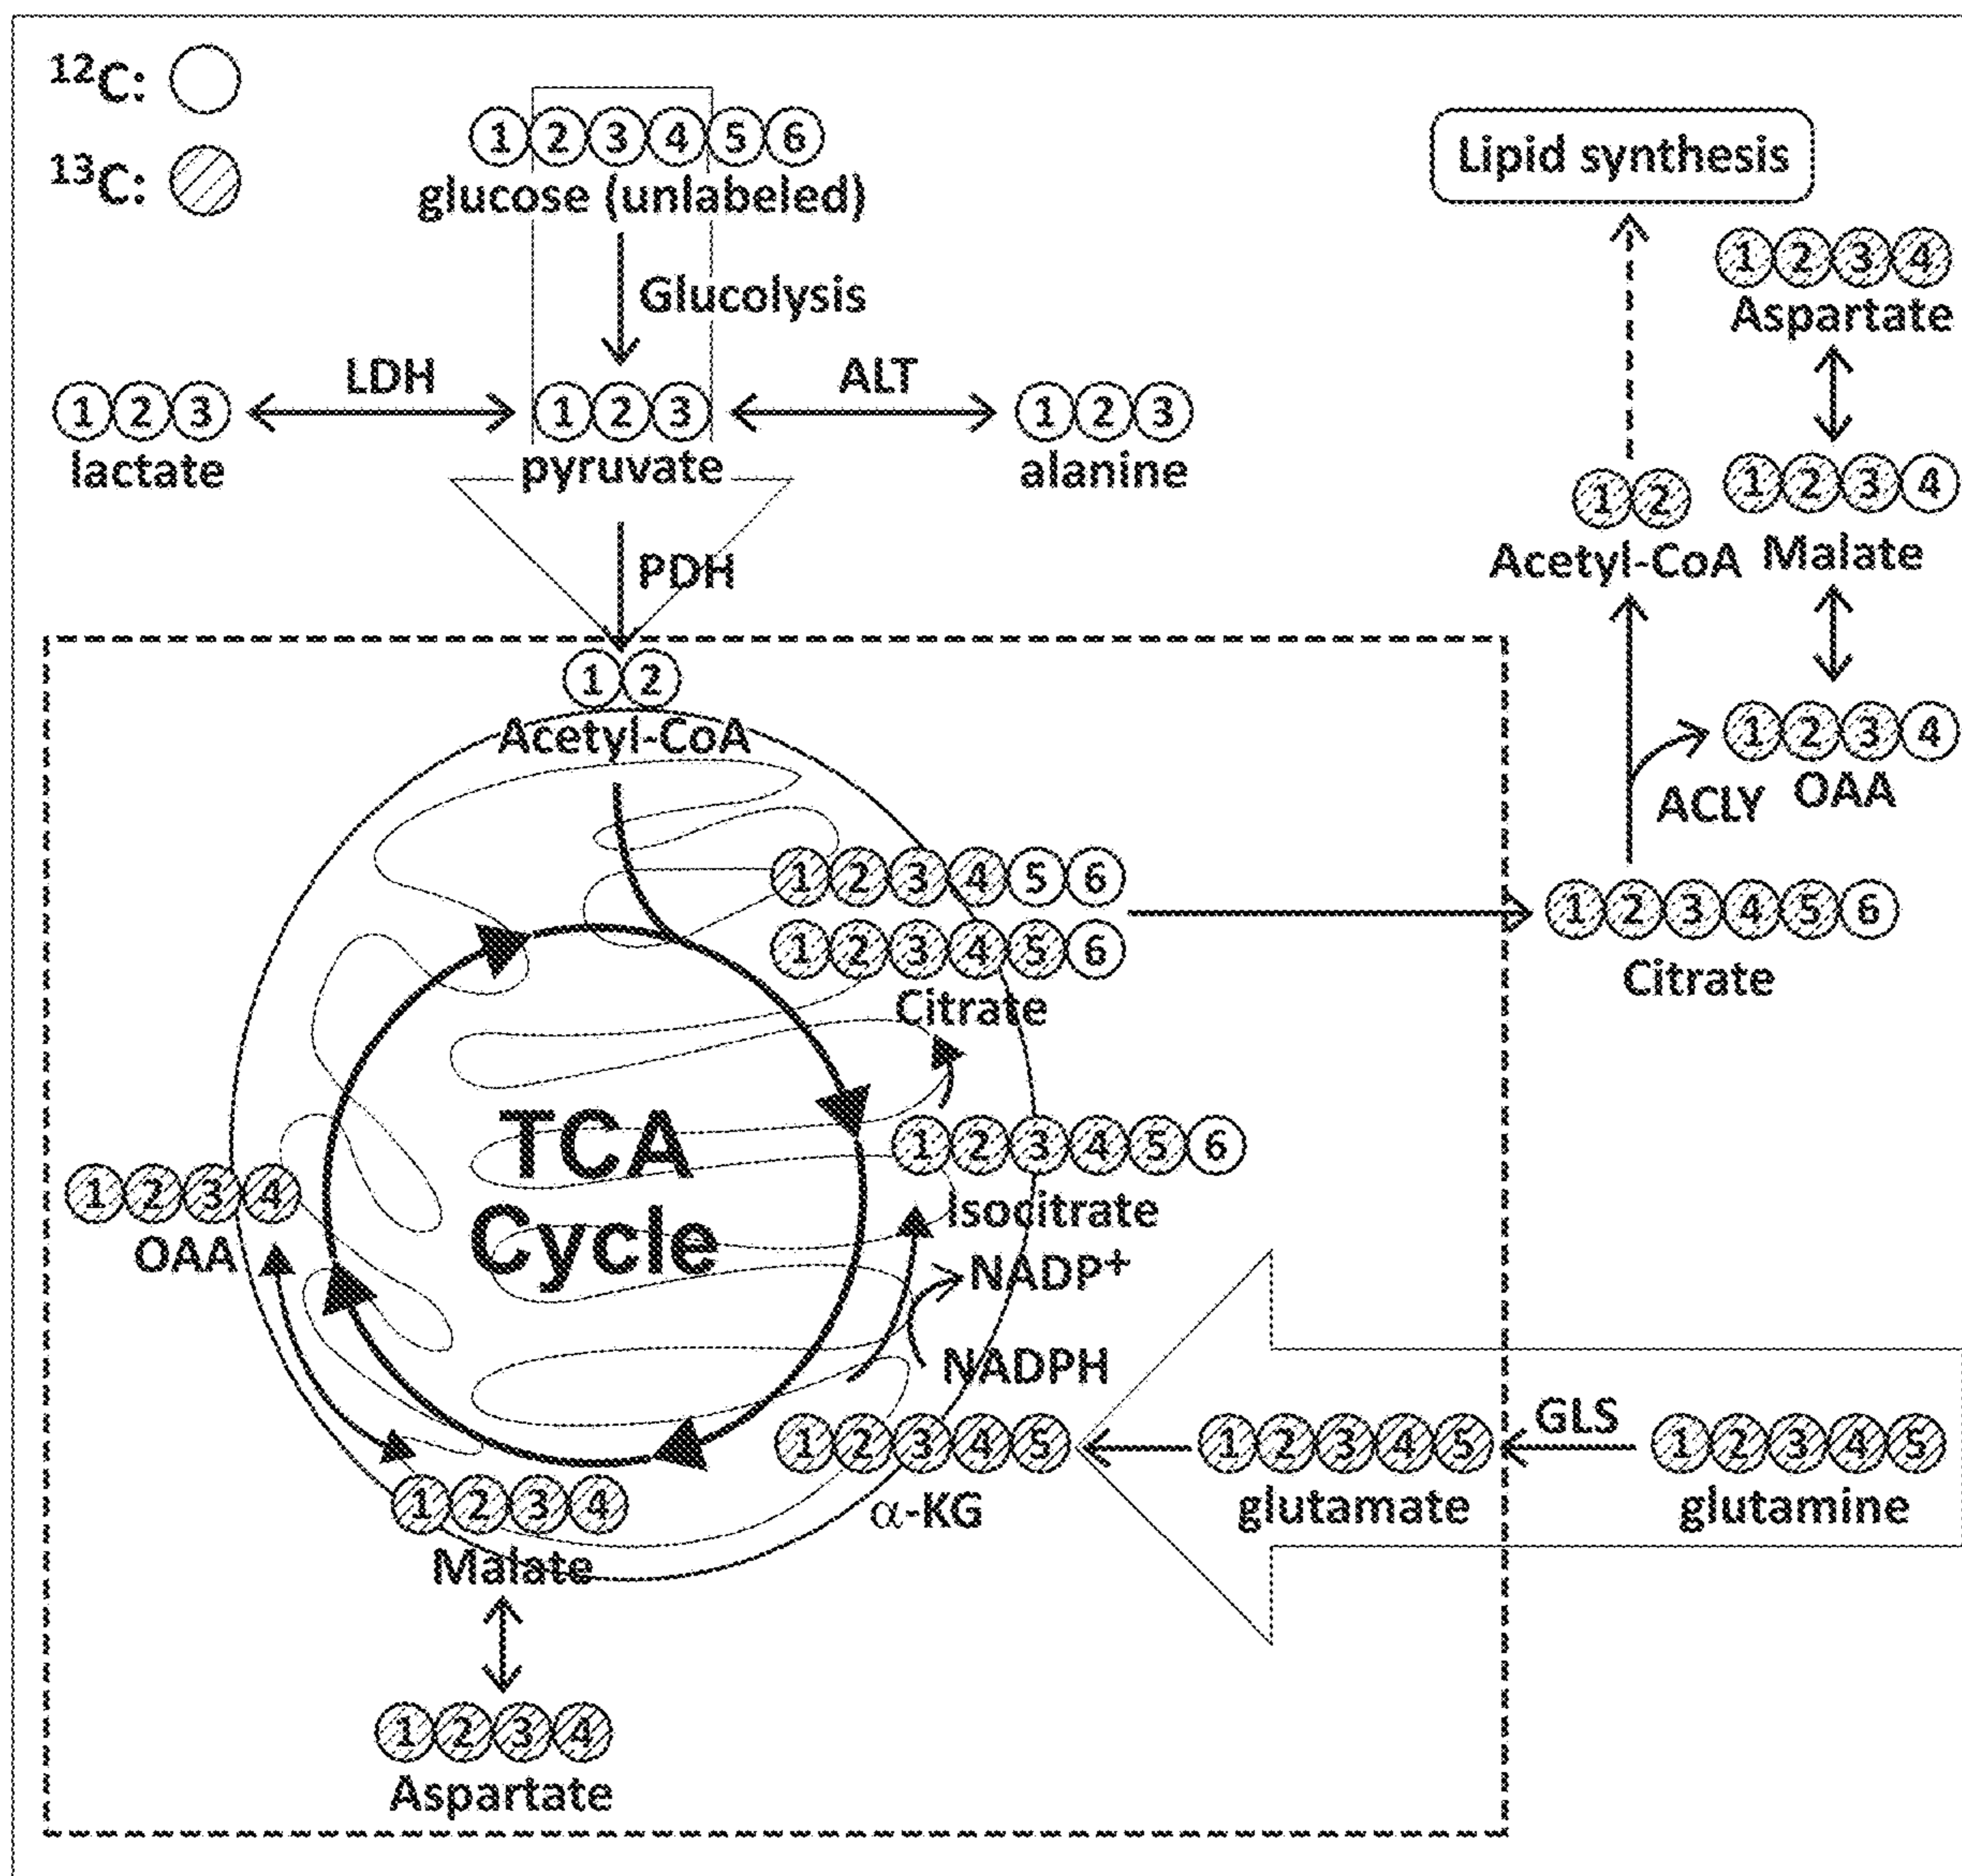 ¹²C:
¹³C:
1 2 3 4 5 6
glucose (unlabeled)
Glucolysis
LDH
ALT
1 2 3
lactate
1 2 3
pyruvate
1 2 3
alanine
PDH
1 2
Acetyl-CoA
Lipid synthesis
1 2 3 4
Aspartate
1 2
Acetyl-CoA
1 2 3 4
Malate
1 2 3 4
OAA
ACLY
1 2 3 4 5 6
1 2 3 4 5 6
Citrate
1 2 3 4 5 6
Citrate
TCA
Cycle
1 2 3 4 5 6
Isocitrate
NADP⁺
NADPH
1 2 3 4
OAA
1 2 3 4 5
α-KG
1 2 3 4 5
glutamate
GLS
1 2 3 4 5
glutamine
1 2 3 4
Malate
1 2 3 4
Aspartate